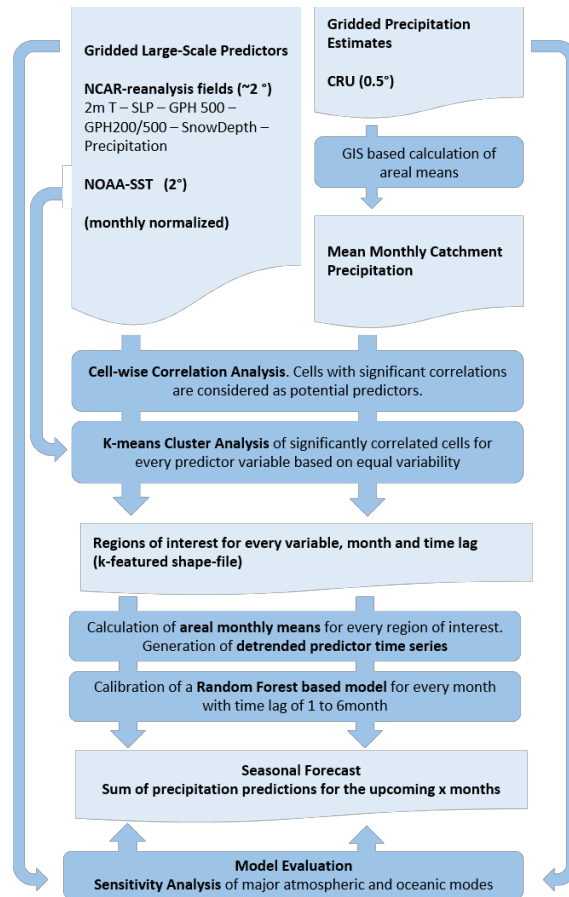 Gridded Large-Scale Predictors
NCAR-reanalysis fields (~2 °)
2m T – SLP – GPH 500 –
GPH200/500 – SnowDepth –
Precipitation
NOAA-SST (2°)
(monthly normalized)
Gridded Precipitation
Estimates
CRU (0.5°)
GIS based calculation of
areal means
Mean Monthly Catchment
Precipitation
Cell-wise Correlation Analysis. Cells with significant correlations
are considered as potential predictors.
K-means Cluster Analysis of significantly correlated cells for
every predictor variable based on equal variability
Regions of interest for every variable, month and time lag
(k-featured shape-file)
Calculation of areal monthly means for every region of interest.
Generation of detrended predictor time series
Calibration of a Random Forest based model for every month
with time lag of 1 to 6month
Seasonal Forecast
Sum of precipitation predictions for the upcoming x months
Model Evaluation
Sensitivity Analysis of major atmospheric and oceanic modes